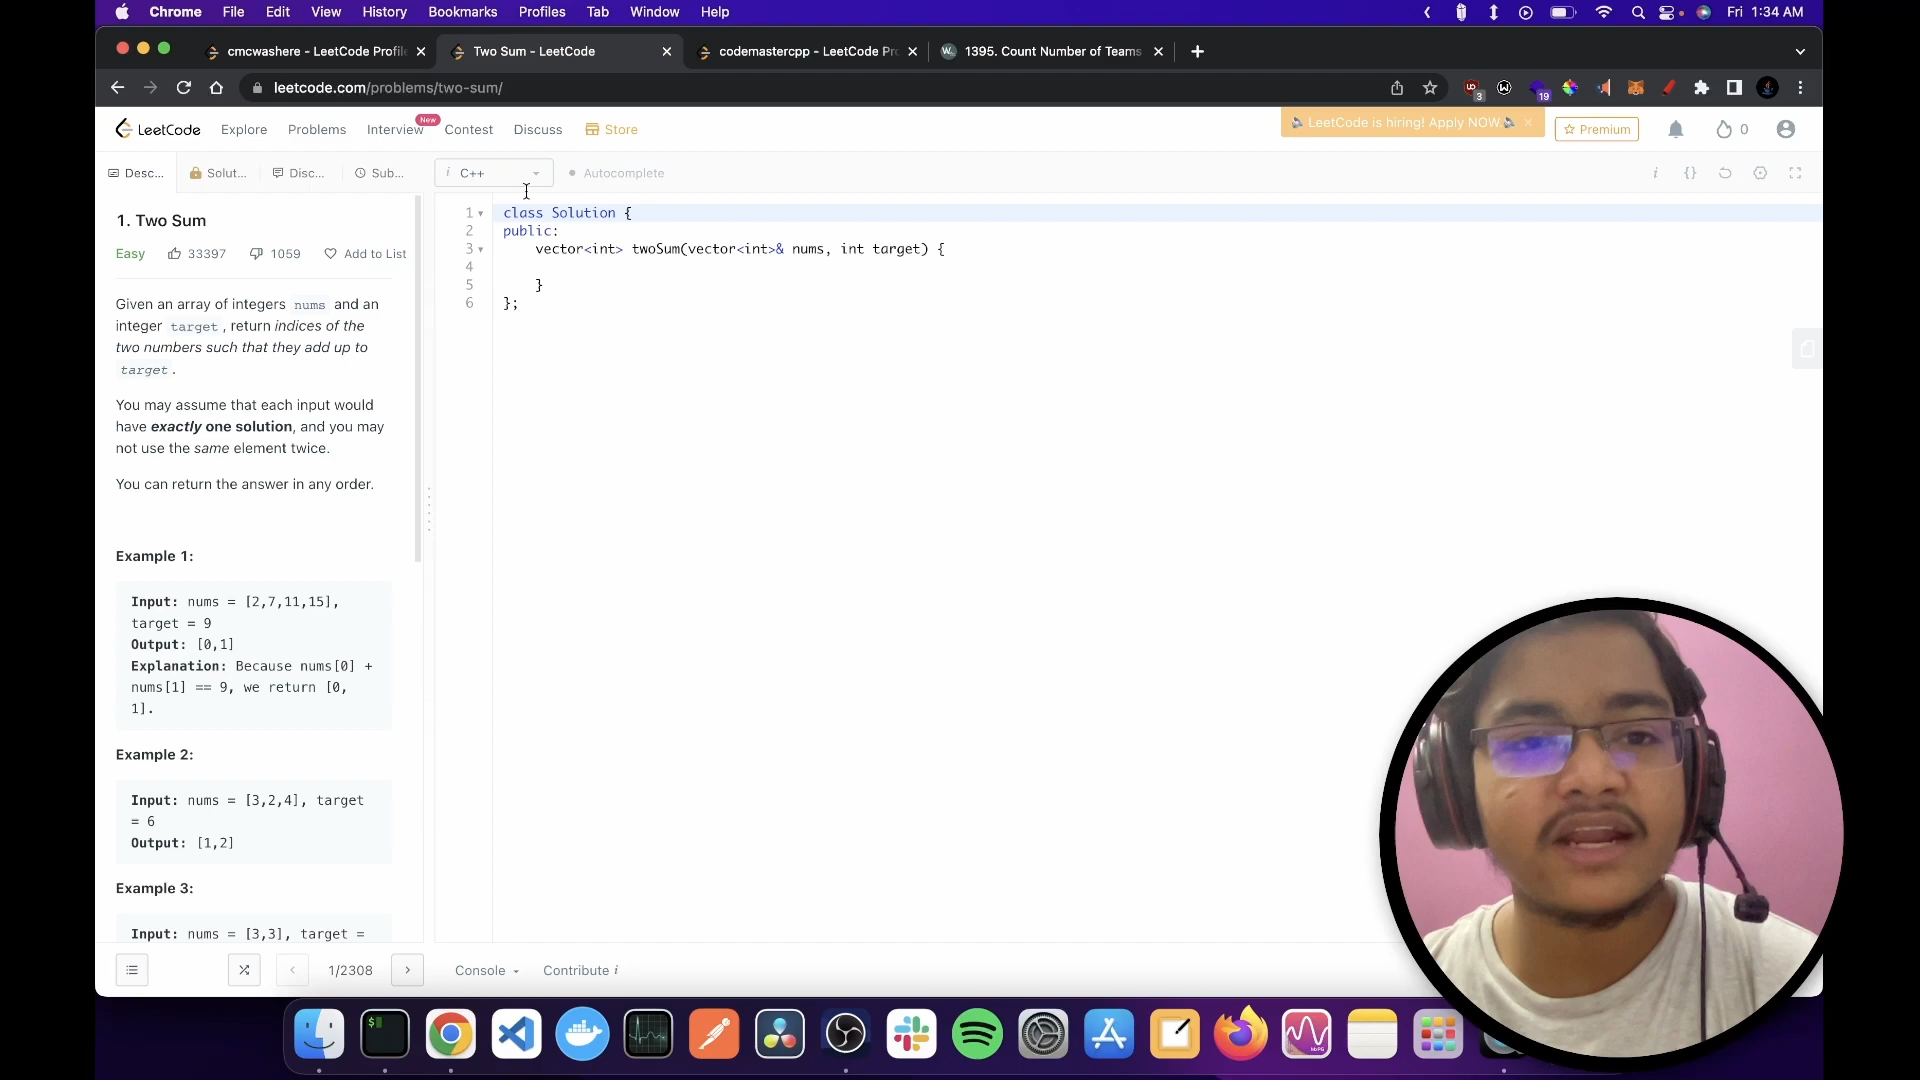 Chrome File Edit View History Bookmarks Profiles Tab Window Help Fri 1:34 AM
cmcwashere - LeetCode Profile Two Sum - LeetCode codemastercpp - LeetCode Pr 1395. Count Number of Teams
leetcode.com/problems/two-sum/ 3 19
LeetCode Explore Problems Interview New Contest Discuss Store LeetCode is hiring! Apply NOW. Premium 0
Desc... Solut... Disc... Sub... i C++ Autocomplete
1. Two Sum
Easy 33397 1059 Add to List
Given an array of integers nums and an
integer target, return indices of the
two numbers such that they add up to
target.
You may assume that each input would
have exactly one solution, and you may
not use the same element twice.
You can return the answer in any order.
Example 1:
Input: nums = [2,7,11,15],
target = 9
Output: [0,1]
Explanation: Because nums[0] +
nums[1] == 9, we return [0,
1].
Example 2:
Input: nums = [3,2,4], target
= 6
Output: [1,2]
Example 3:
Input: nums = [3,3], target =
1 class Solution {
2 public:
3 vector<int> twoSum(vector<int>& nums, int target) {
4
5 }
6 };
1/2308 Console Contribute i